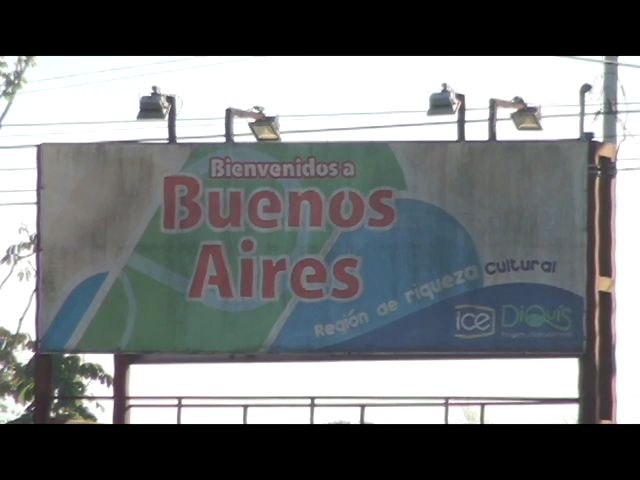 Bienvenidos a
Buenos
Aires
Región de riqueza cultural
ice
DIQUÍS